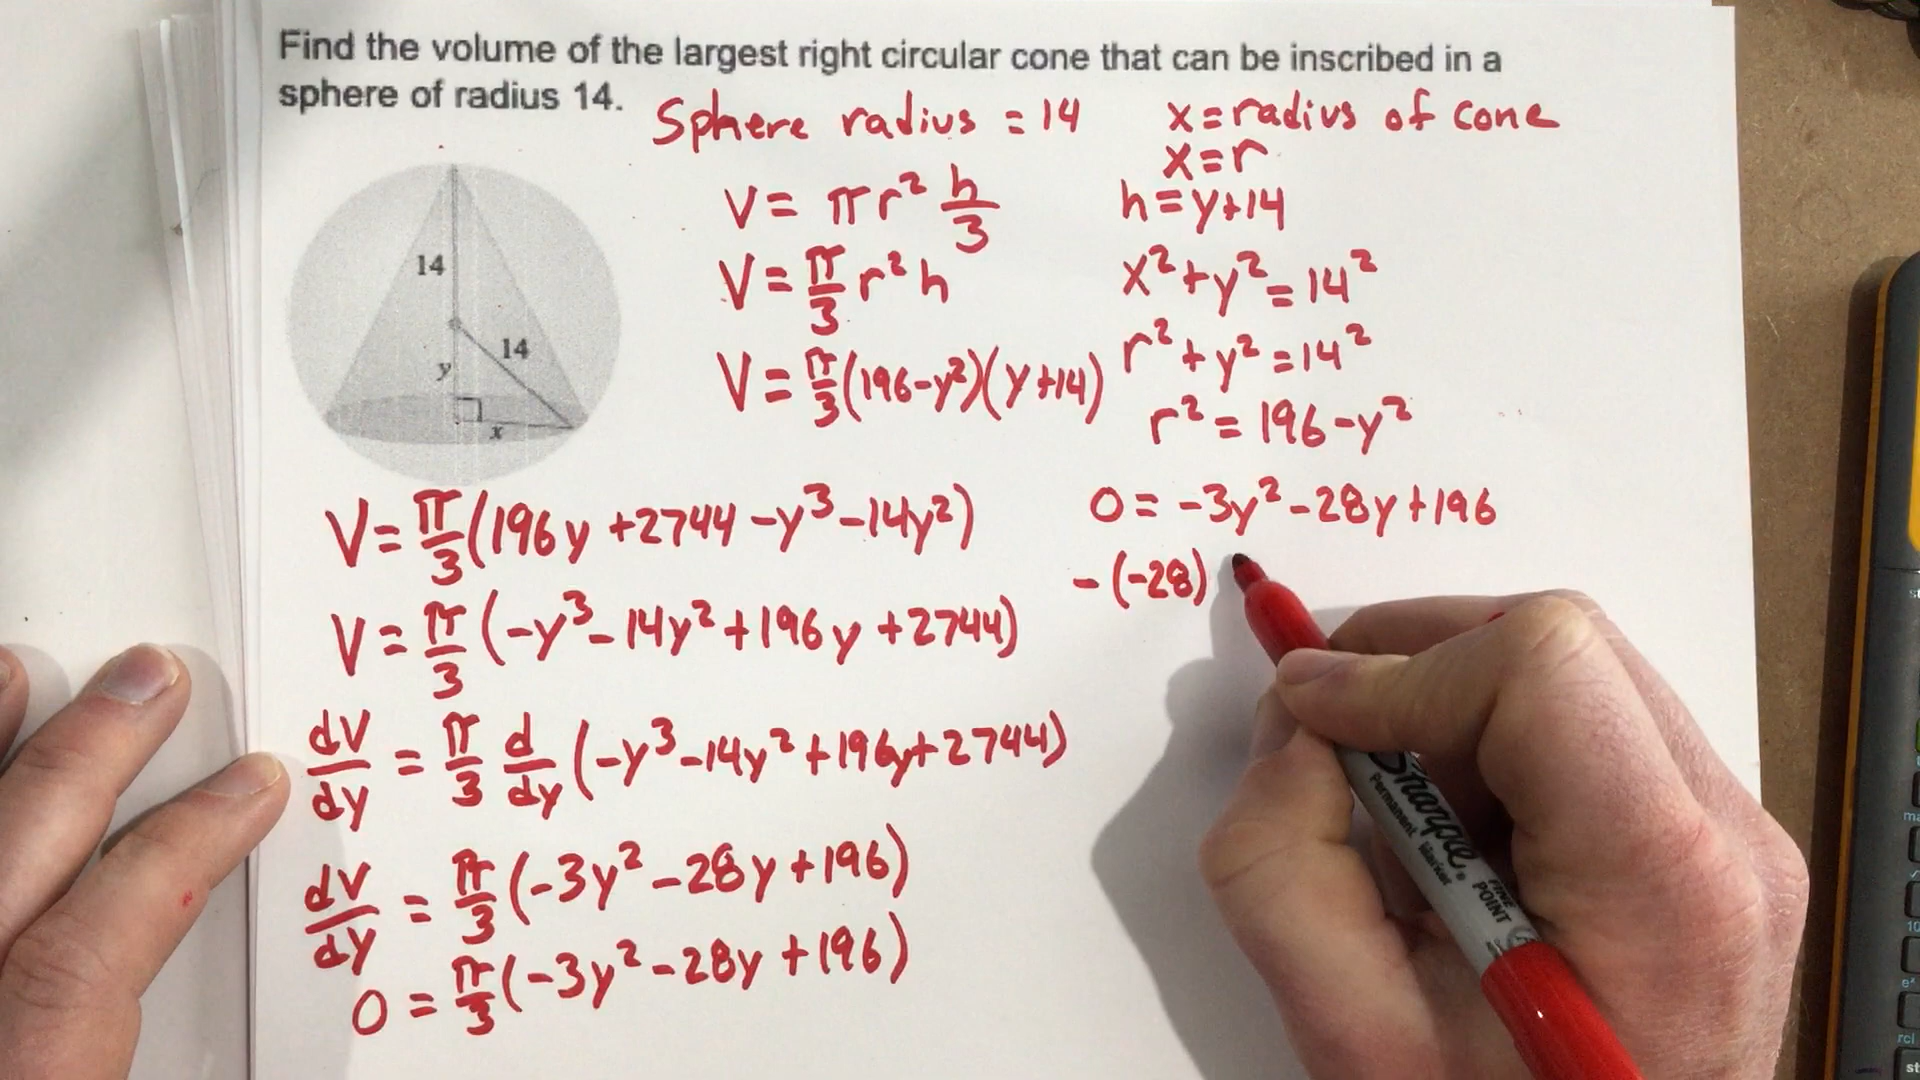 Find the volume of the largest right circular cone that can be inscribed in a
sphere of radius 14.
Sphere radius = 14
x = radius of cone
x = r
V = πr² h/3
h = y+14
V = π/3 r² h
x² + y² = 14²
V = π/3 (196-y²)(y+14)
r² + y² = 14²
r² = 196-y²
14
14
y
x
V = π/3 (196y +2744 -y³ -14y²)
V = π/3 (-y³ - 14y² + 196y + 2744)
dV/dy = π/3 d/dy (-y³ -14y² + 196y + 2744)
dV/dy = π/3 (-3y² - 28y + 196)
0 = π/3 (-3y² - 28y + 196)
0 = -3y² - 28y + 196
-(-28)
Sharpie
Permanent Marker
FINE
POINT